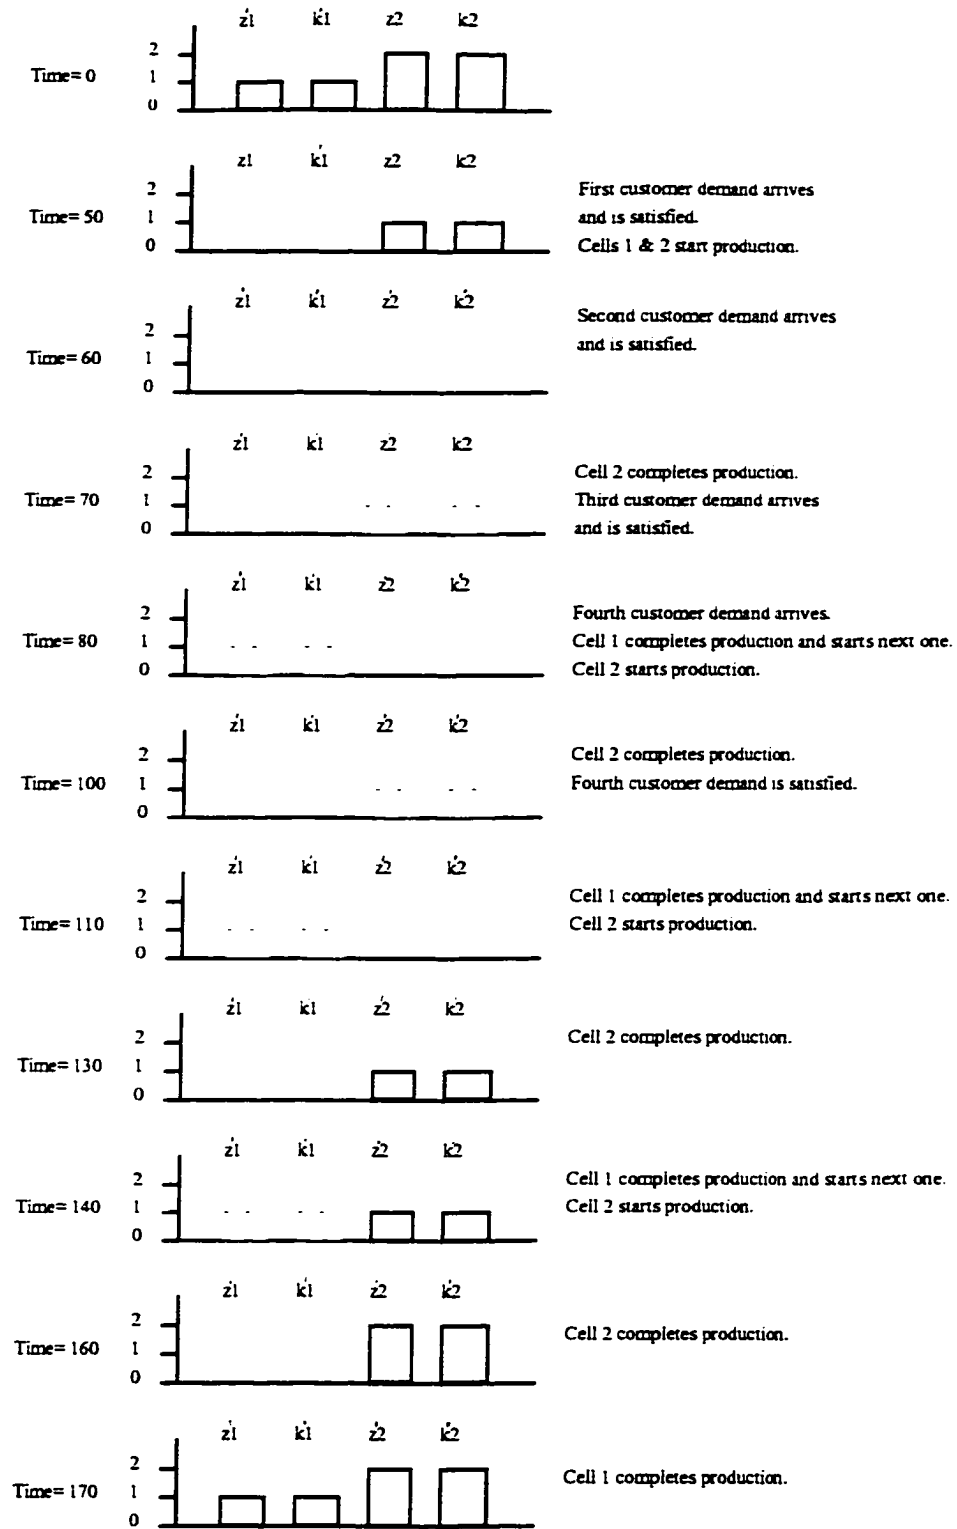 z1 k1 z2 k2
2
Time= 0 1
0
z1 k1 z2 k2
2 First customer demand arrives
Time= 50 1 and is satisfied.
0 Cells 1 & 2 start production.
z1 k1 z2 k2
Second customer demand arrives
2 and is satisfied.
Time= 60 1
0
z1 k1 z2 k2
2 Cell 2 completes production.
Time= 70 1 Third customer demand arrives
0 and is satisfied.
z1 k1 z2 k2
2 Fourth customer demand arrives.
Time= 80 1 Cell 1 completes production and starts next one.
0 Cell 2 starts production.
z1 k1 z2 k2
2 Cell 2 completes production.
Time= 100 1 Fourth customer demand is satisfied.
0
z1 k1 z2 k2
2 Cell 1 completes production and starts next one.
Time= 110 1 Cell 2 starts production.
0
z1 k1 z2 k2
2 Cell 2 completes production.
Time= 130 1
0
z1 k1 z2 k2
2 Cell 1 completes production and starts next one.
Time= 140 1 Cell 2 starts production.
0
z1 k1 z2 k2
2 Cell 2 completes production.
Time= 160 1
0
z1 k1 z2 k2
2 Cell 1 completes production.
Time= 170 1
0